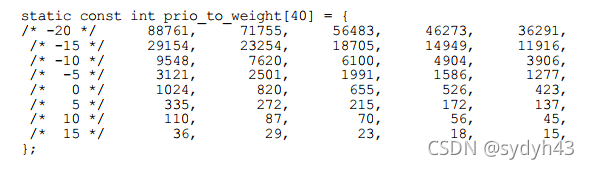 static const int prio_to_weight[40] = {
/* -20 */ 88761, 71755, 56483, 46273, 36291,
/* -15 */ 29154, 23254, 18705, 14949, 11916,
/* -10 */ 9548, 7620, 6100, 4904, 3906,
/* -5 */ 3121, 2501, 1991, 1586, 1277,
/* 0 */ 1024, 820, 655, 526, 423,
/* 5 */ 335, 272, 215, 172, 137,
/* 10 */ 110, 87, 70, 56, 45,
/* 15 */ 36, 29, 23, 18, 15,
};
CSDN @sydyh43